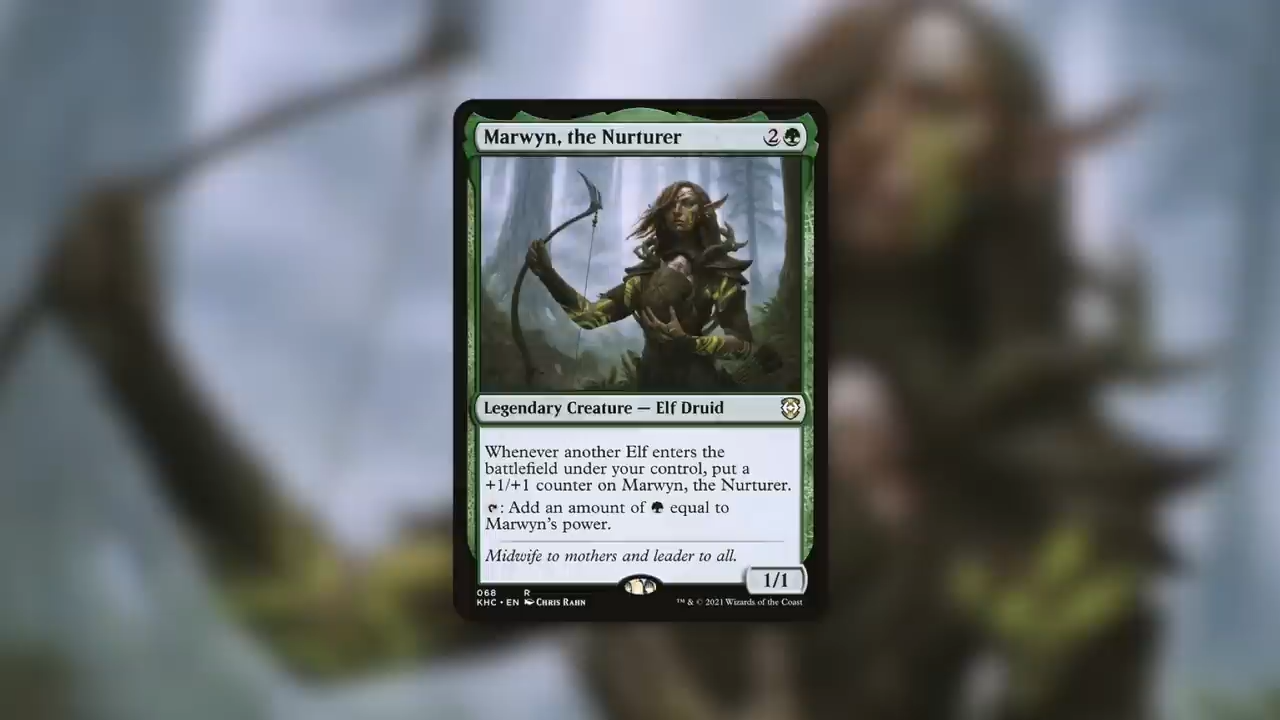 Marwyn, the Nurturer 2
Legendary Creature — Elf Druid
Whenever another Elf enters the
battlefield under your control, put a
+1/+1 counter on Marwyn, the Nurturer.
: Add an amount of equal to
Marwyn's power.
Midwife to mothers and leader to all.
1/1
068 R
KHC • EN Chris Rahn ™ & © 2021 Wizards of the Coast